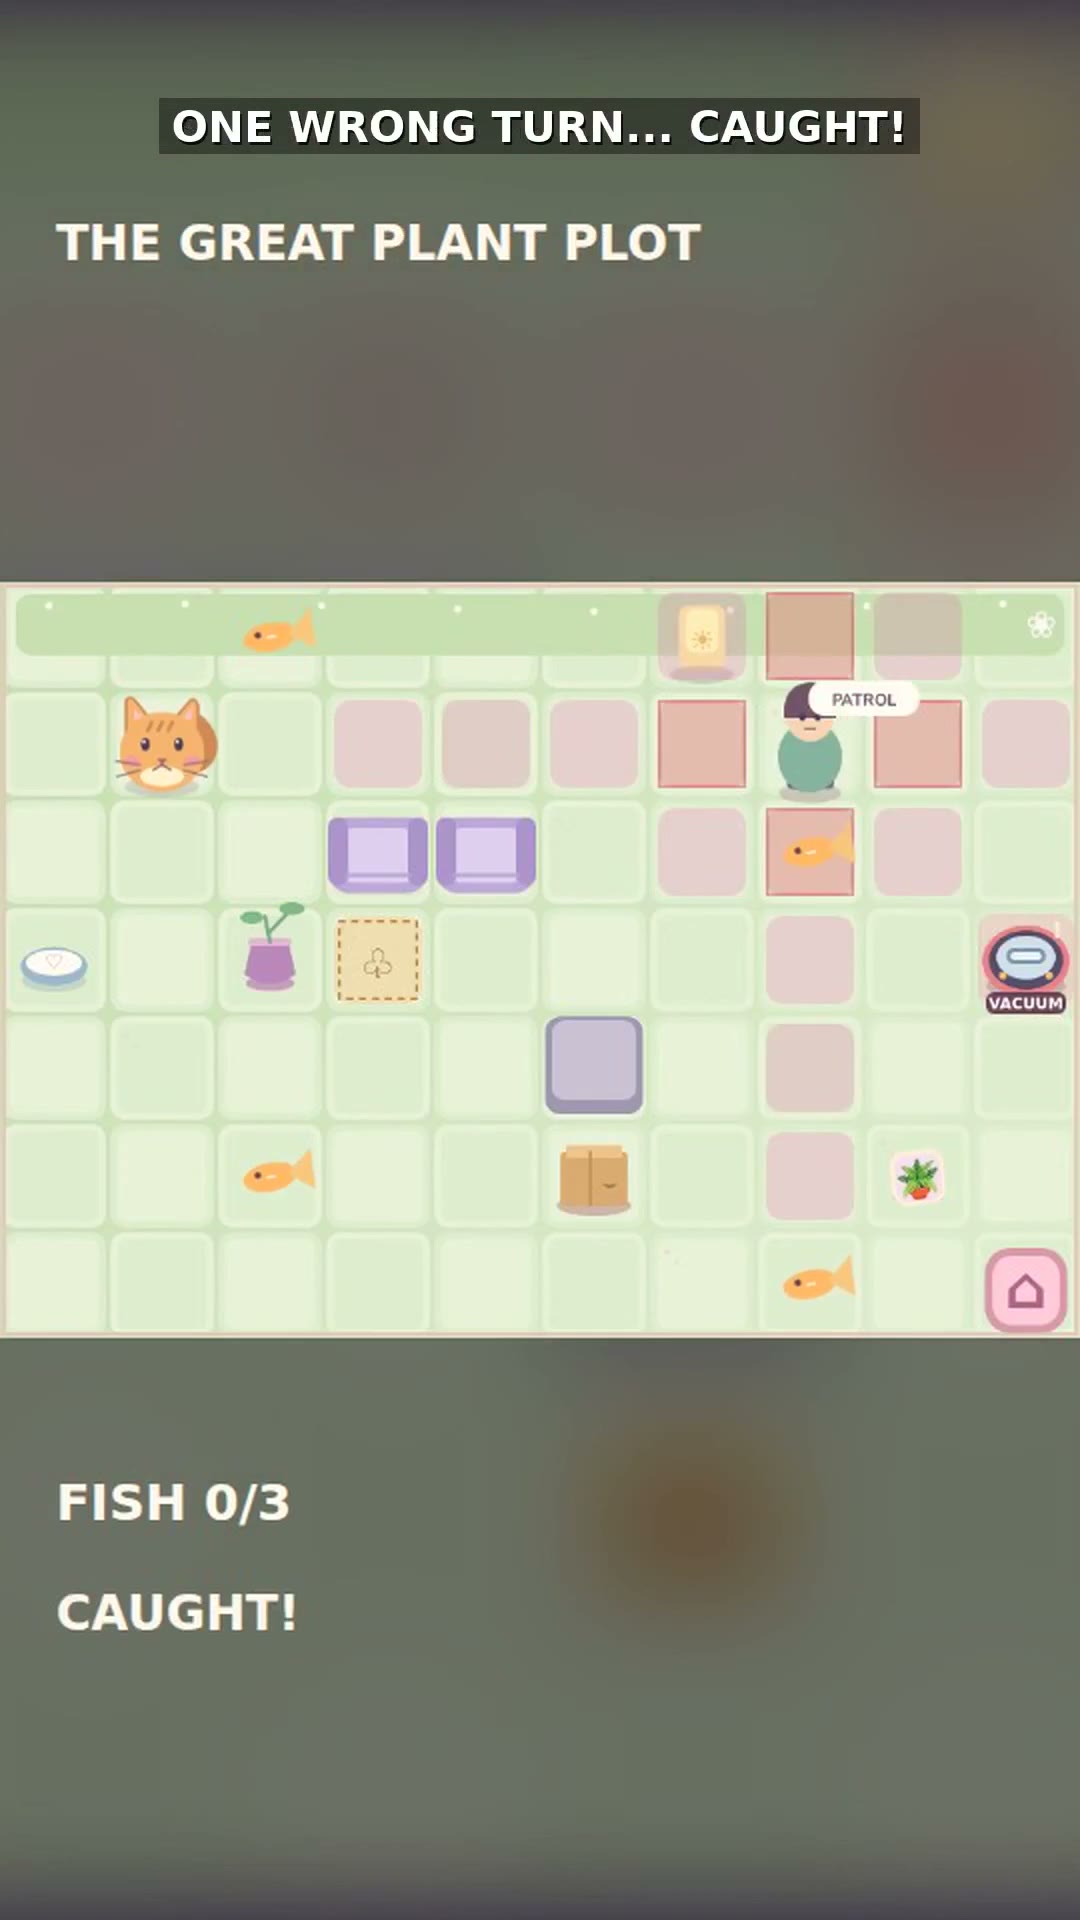 ONE WRONG TURN... CAUGHT!
THE GREAT PLANT PLOT
PATROL
VACUUM
FISH 0/3
CAUGHT!